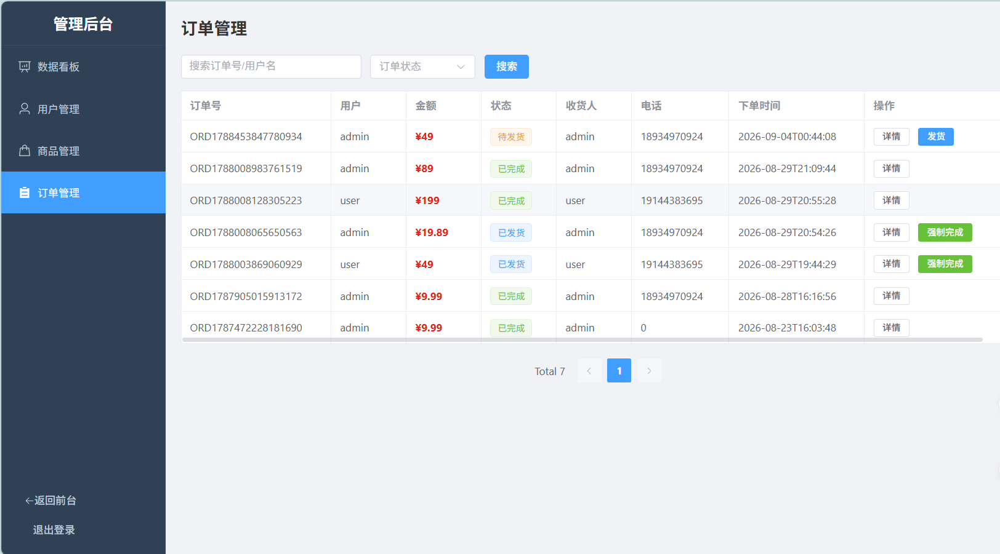 管理后台
数据看板
用户管理
商品管理
订单管理
←返回前台
退出登录
订单管理
搜索订单号/用户名 订单状态 搜索
订单号 用户 金额 状态 收货人 电话 下单时间 操作
ORD1788453847780934 admin ¥49 待发货 admin 18934970924 2026-09-04T00:44:08 详情 发货
ORD1788008983761519 admin ¥89 已完成 admin 18934970924 2026-08-29T21:09:44 详情
ORD1788008128305223 user ¥199 已完成 user 19144383695 2026-08-29T20:55:28 详情
ORD1788008065650563 admin ¥19.89 已发货 admin 18934970924 2026-08-29T20:54:26 详情 强制完成
ORD1788003869060929 user ¥49 已发货 user 19144383695 2026-08-29T19:44:29 详情 强制完成
ORD1787905015913172 admin ¥9.99 已完成 admin 18934970924 2026-08-28T16:16:56 详情
ORD1787472228181690 admin ¥9.99 已完成 admin 0 2026-08-23T16:03:48 详情
Total 7 1